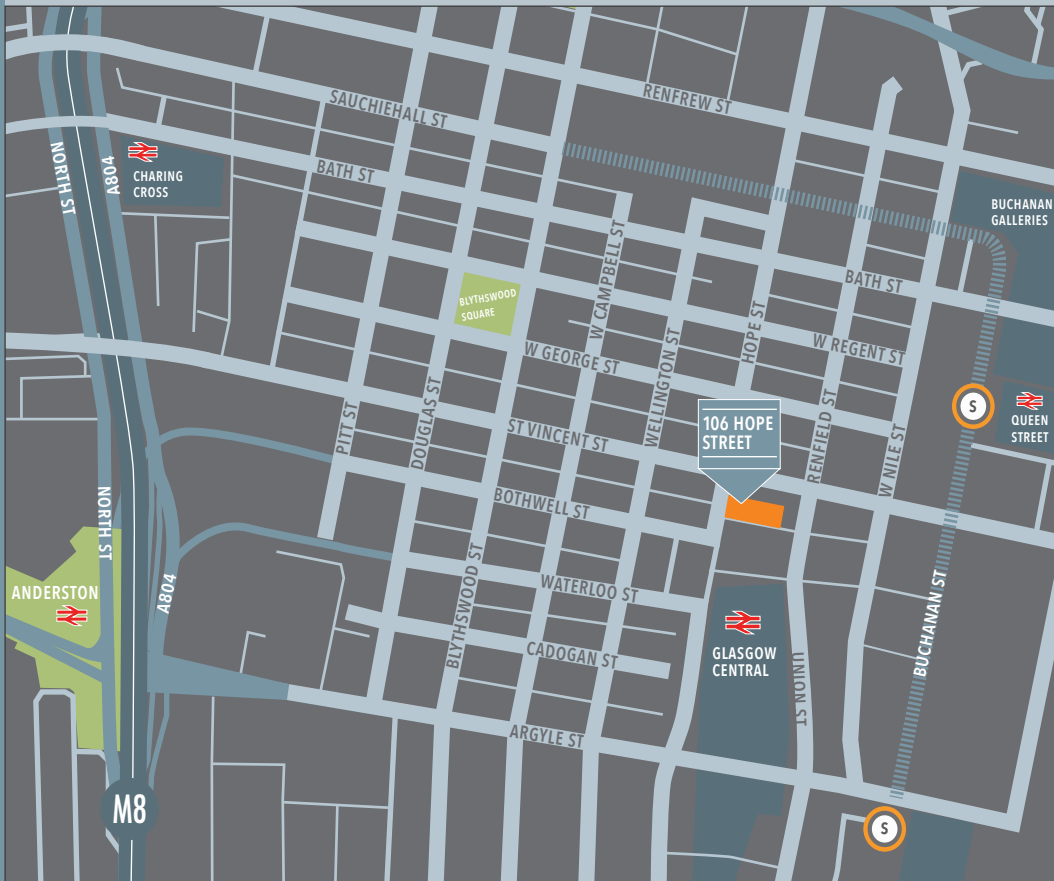 SAUCHIEHALL ST
RENFREW ST
NORTH ST
A804
CHARING
CROSS
BATH ST
BUCHANAN
GALLERIES
W CAMPBELL ST
BATH ST
BLYTHSWOOD
SQUARE
HOPE ST
W REGENT ST
W GEORGE ST
WELLINGTON ST
PITT ST
DOUGLAS ST
ST VINCENT ST
106 HOPE
STREET
RENFIELD ST
W NILE ST
S
QUEEN
STREET
NORTH ST
BOTHWELL ST
ANDERSTON
A804
BLYTHSWOOD ST
WATERLOO ST
BUCHANAN ST
CADOGAN ST
GLASGOW
CENTRAL
UNION ST
ARGYLE ST
M8
S